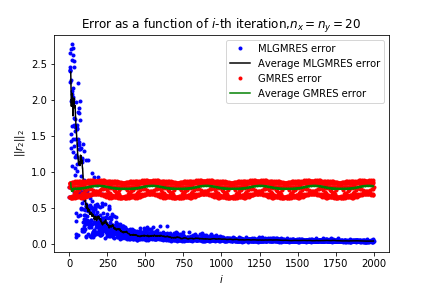 Error as a function of i-th iteration,nₓ = nᵧ = 20
MLGMRES error
Average MLGMRES error
GMRES error
Average GMRES error
||r₂||₂
2.5
2.0
1.5
1.0
0.5
0.0
0 250 500 750 1000 1250 1500 1750 2000
i